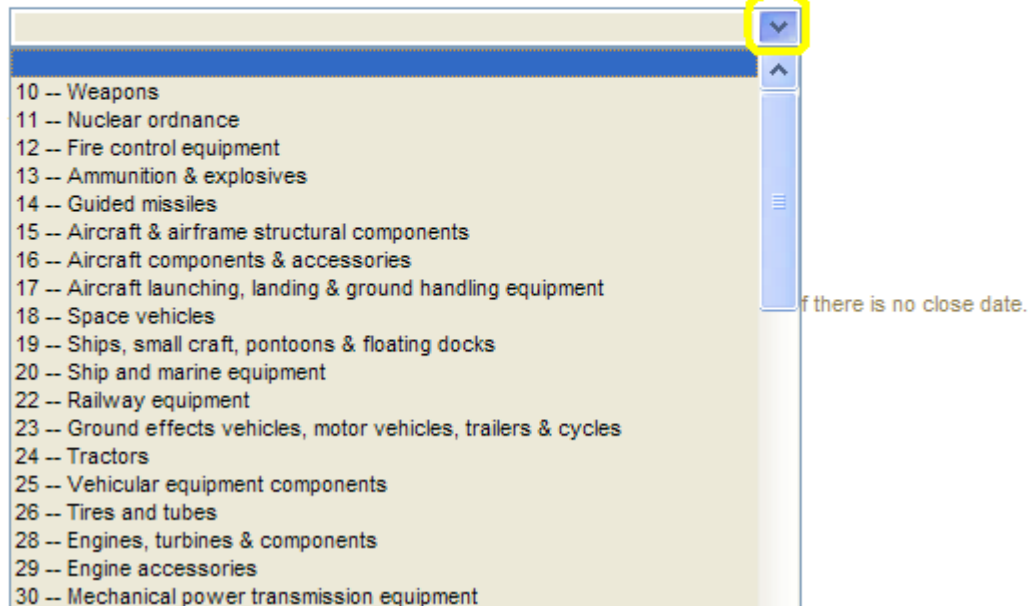 10 -- Weapons
11 -- Nuclear ordnance
12 -- Fire control equipment
13 -- Ammunition & explosives
14 -- Guided missiles
15 -- Aircraft & airframe structural components
16 -- Aircraft components & accessories
17 -- Aircraft launching, landing & ground handling equipment
f there is no close date.
18 -- Space vehicles
19 -- Ships, small craft, pontoons & floating docks
20 -- Ship and marine equipment
22 -- Railway equipment
23 -- Ground effects vehicles, motor vehicles, trailers & cycles
24 -- Tractors
25 -- Vehicular equipment components
26 -- Tires and tubes
28 -- Engines, turbines & components
29 -- Engine accessories
30 -- Mechanical power transmission equipment